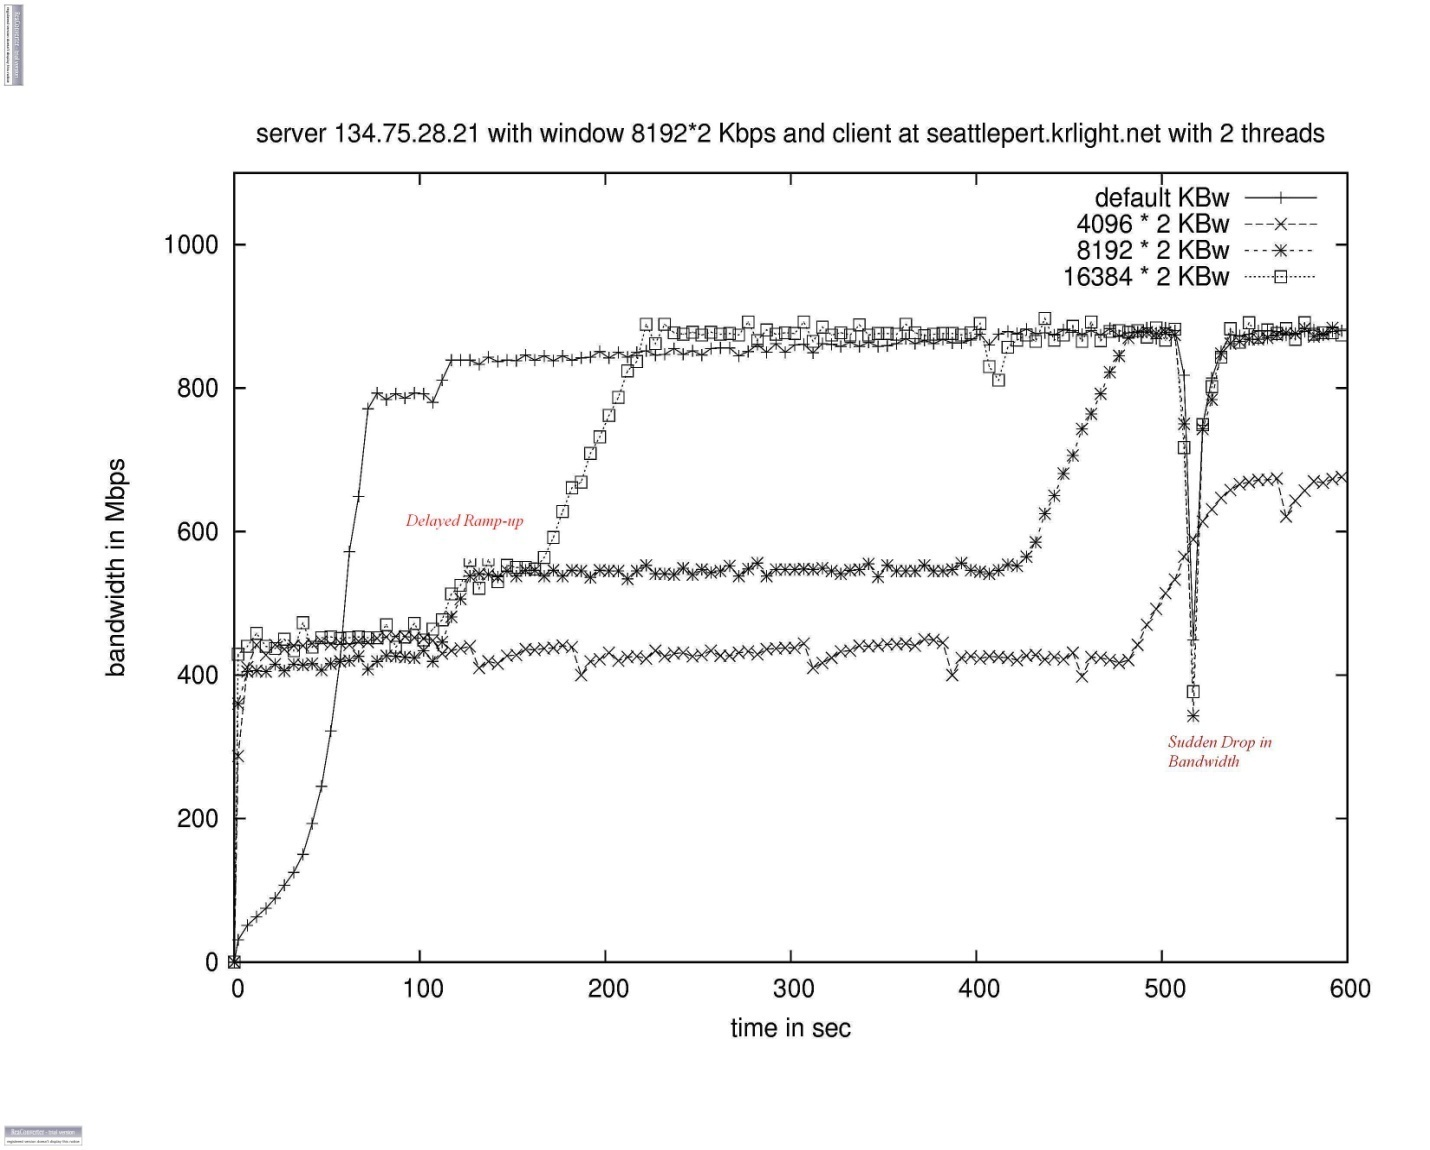 server 134.75.28.21 with window 8192*2 Kbps and client at seattlepert.krlight.net with 2 threads
default KBw
4096 * 2 KBw
8192 * 2 KBw
16384 * 2 KBw
1000
800
600
400
200
0
bandwidth in Mbps
Delayed Ramp-up
Sudden Drop in
Bandwidth
0 100 200 300 400 500 600
time in sec